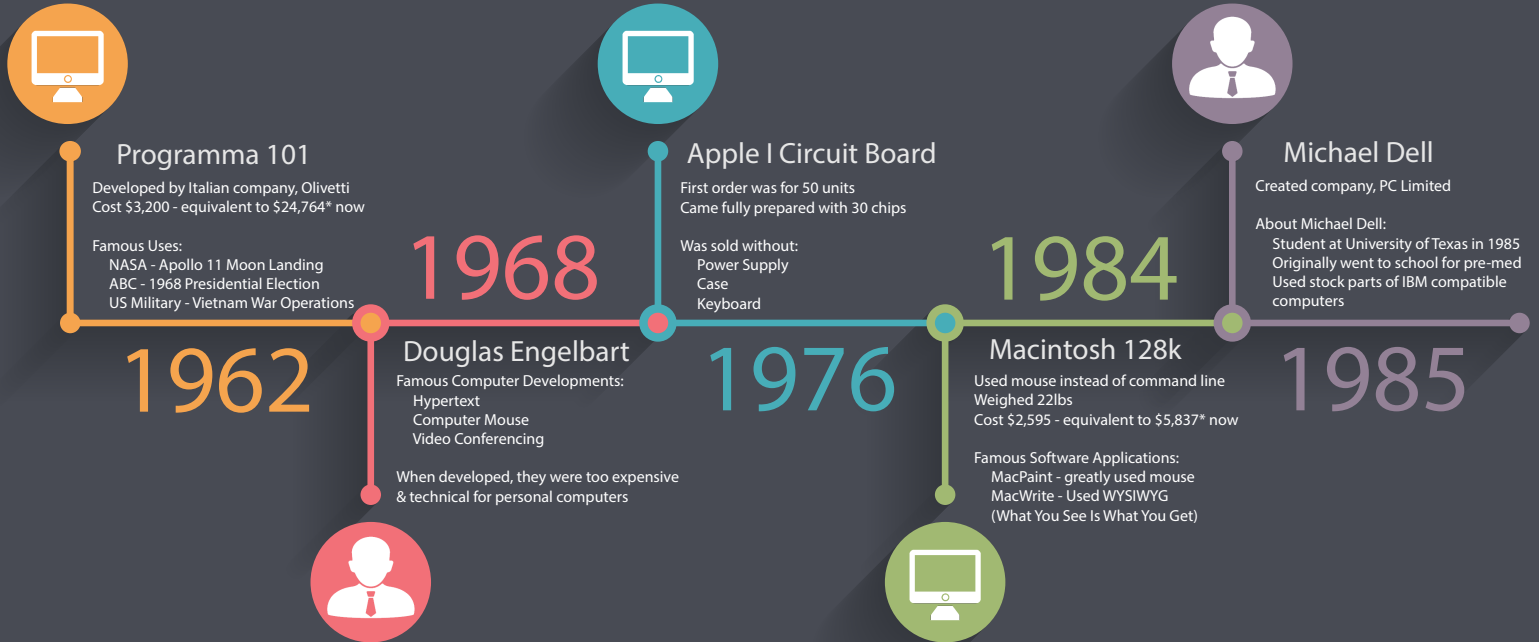 Programma 101
Developed by Italian company, Olivetti
Cost $3,200 - equivalent to $24,764* now
Famous Uses:
NASA - Apollo 11 Moon Landing
ABC - 1968 Presidential Election
US Military - Vietnam War Operations
1962
1968
Douglas Engelbart
Famous Computer Developments:
Hypertext
Computer Mouse
Video Conferencing
When developed, they were too expensive
& technical for personal computers
Apple I Circuit Board
First order was for 50 units
Came fully prepared with 30 chips
Was sold without:
Power Supply
Case
Keyboard
1976
1984
Macintosh 128k
Used mouse instead of command line
Weighed 22lbs
Cost $2,595 - equivalent to $5,837* now
Famous Software Applications:
MacPaint - greatly used mouse
MacWrite - Used WYSIWYG
(What You See Is What You Get)
Michael Dell
Created company, PC Limited
About Michael Dell:
Student at University of Texas in 1985
Originally went to school for pre-med
Used stock parts of IBM compatible
computers
1985